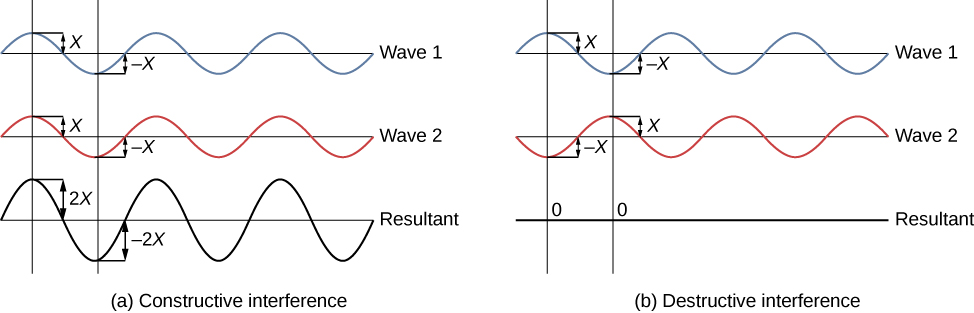 X
–X
Wave 1
X
–X
Wave 2
2X
–2X
Resultant
(a) Constructive interference
X
–X
Wave 1
–X
X
Wave 2
0
0
Resultant
(b) Destructive interference